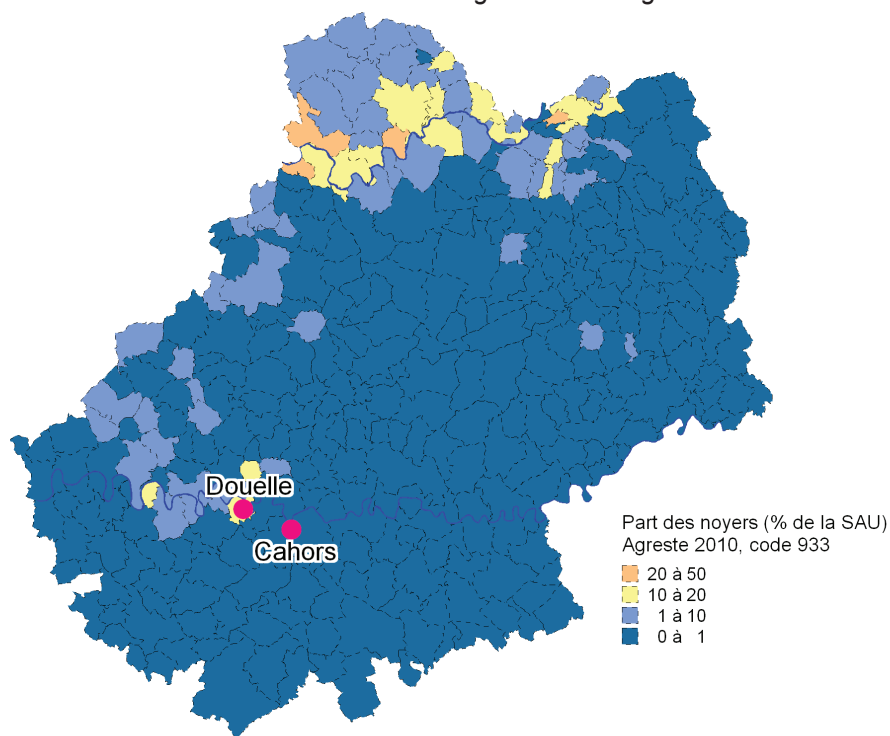 Douelle
Cahors
Part des noyers (% de la SAU)
Agreste 2010, code 933
20 à 50
10 à 20
1 à 10
0 à 1